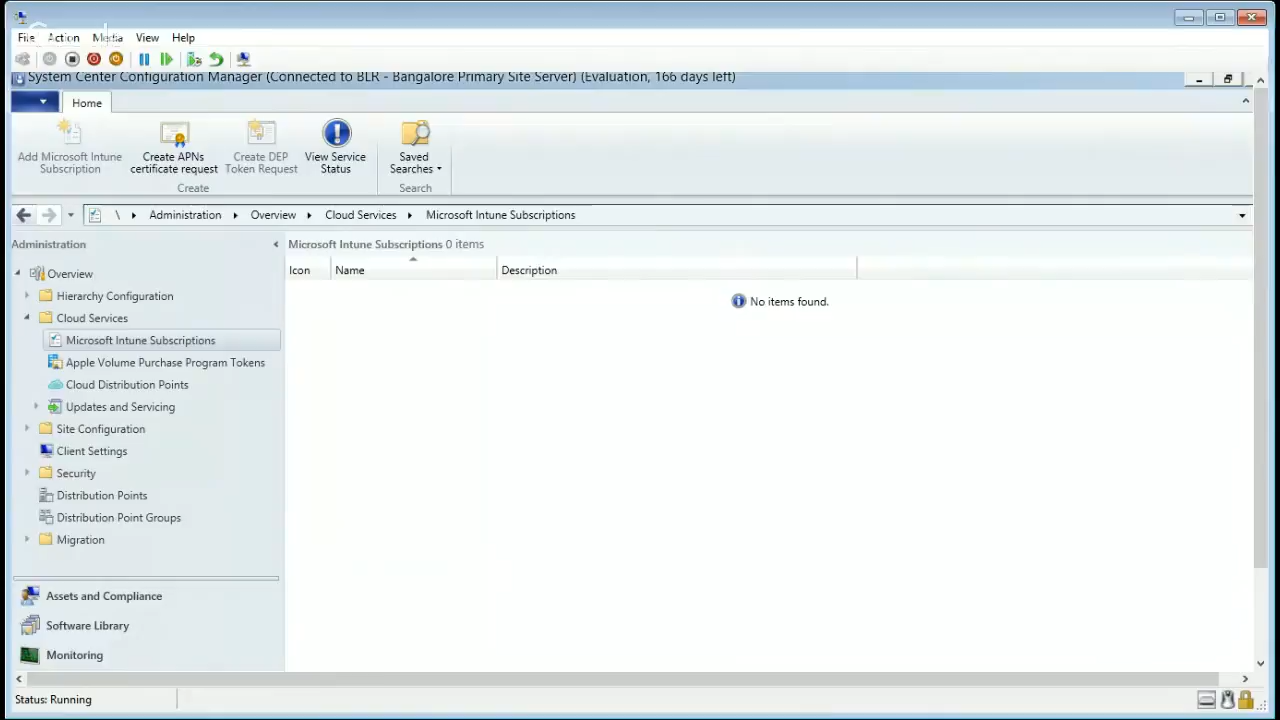 File Action Media View Help
System Center Configuration Manager (Connected to BLR - Bangalore Primary Site Server) (Evaluation, 166 days left)
Home
Add Microsoft Intune
Subscription
Create APNs
certificate request
Create DEP
Token Request
View Service
Status
Saved
Searches
Create
Search
\ Administration Overview Cloud Services Microsoft Intune Subscriptions
Administration
Microsoft Intune Subscriptions 0 items
Icon Name Description
No items found.
Overview
Hierarchy Configuration
Cloud Services
Microsoft Intune Subscriptions
Apple Volume Purchase Program Tokens
Cloud Distribution Points
Updates and Servicing
Site Configuration
Client Settings
Security
Distribution Points
Distribution Point Groups
Migration
Assets and Compliance
Software Library
Monitoring
Status: Running